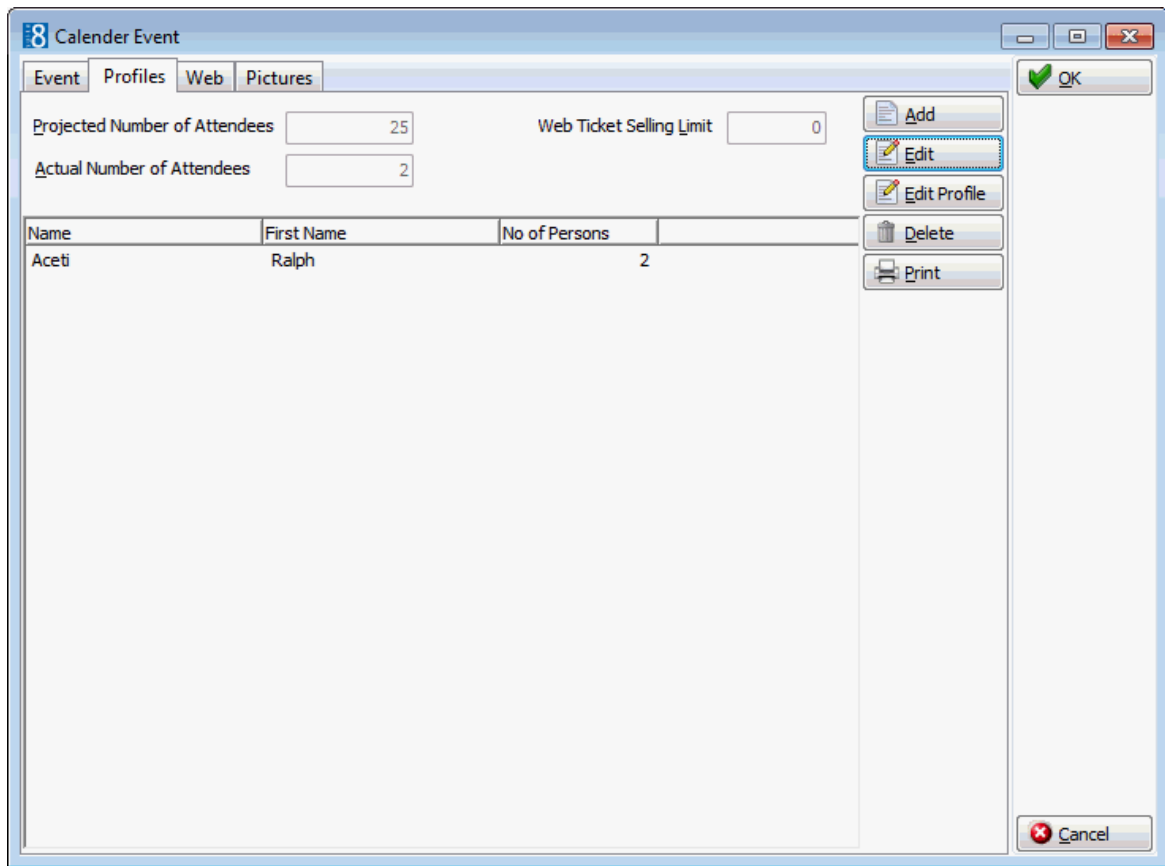 8 Calender Event
Event Profiles Web Pictures
OK
Projected Number of Attendees 25 Web Ticket Selling Limit 0
Actual Number of Attendees 2
Add
Edit
Edit Profile
Delete
Print
Name First Name No of Persons
Aceti Ralph 2
Cancel